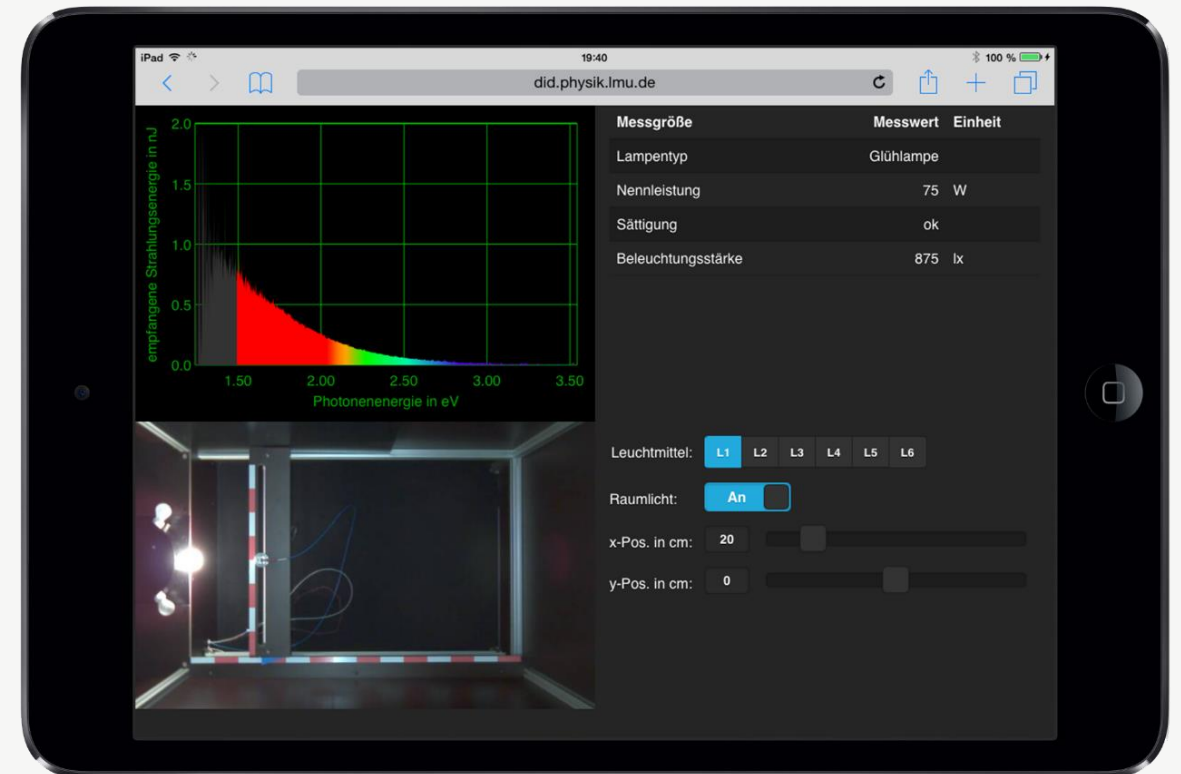 iPad 19:40 100 %
did.physik.lmu.de
empfangene Strahlungsenergie in nJ
2.0
1.5
1.0
0.5
0.0
1.50 2.00 2.50 3.00 3.50
Photonenenergie in eV
Messgröße Messwert Einheit
Lampentyp Glühlampe
Nennleistung 75 W
Sättigung ok
Beleuchtungsstärke 875 lx
Leuchtmittel: L1 L2 L3 L4 L5 L6
Raumlicht: An
x-Pos. in cm: 20
y-Pos. in cm: 0